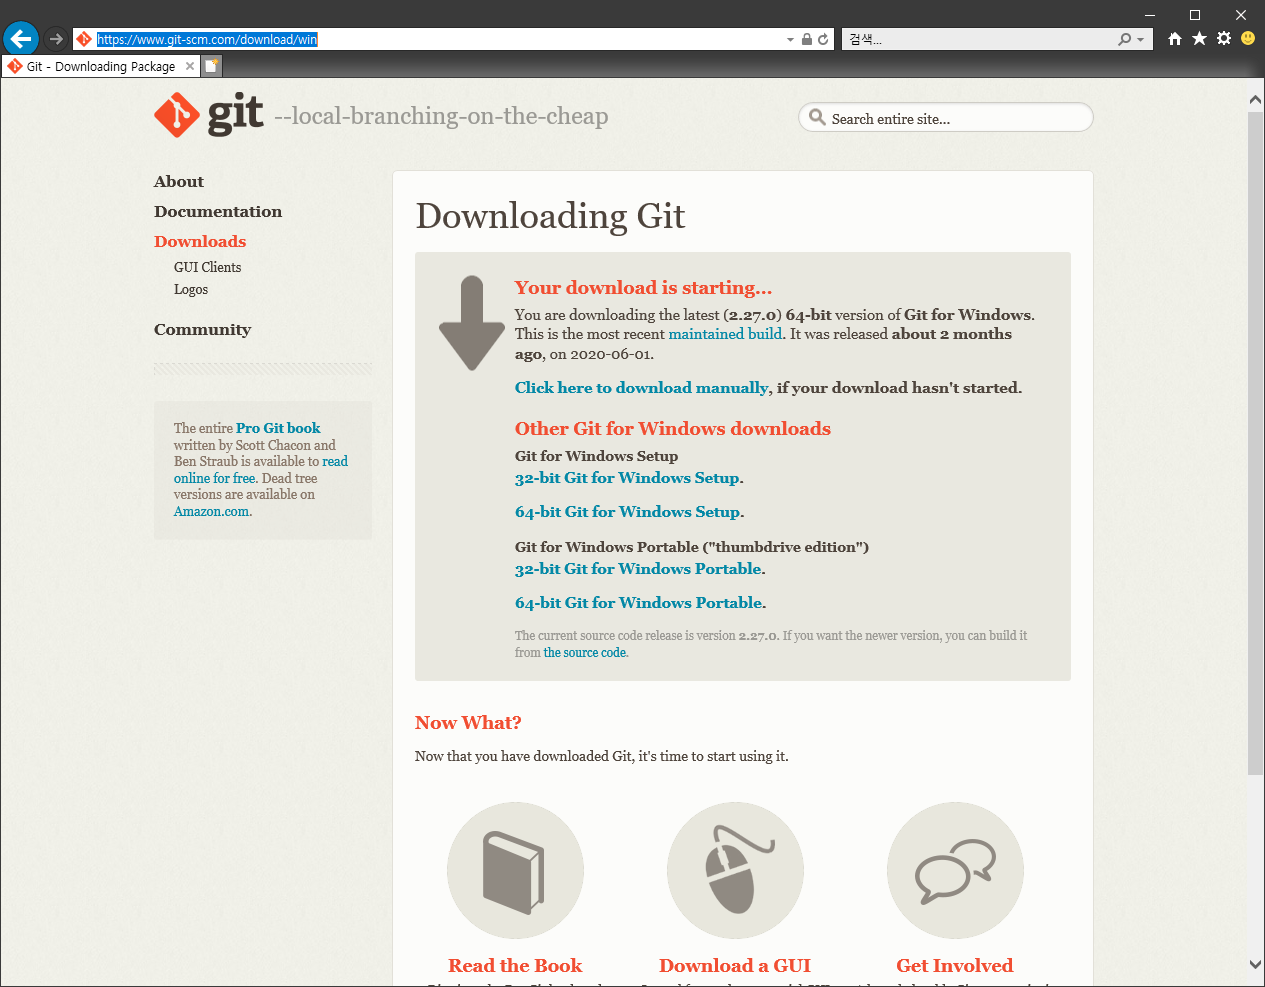 https://www.git-scm.com/download/win
검색...
Git - Downloading Package
git --local-branching-on-the-cheap
Search entire site...
About
Documentation
Downloads
GUI Clients
Logos
Community
The entire Pro Git book
written by Scott Chacon and
Ben Straub is available to read
online for free. Dead tree
versions are available on
Amazon.com.
Downloading Git
Your download is starting...
You are downloading the latest (2.27.0) 64-bit version of Git for Windows.
This is the most recent maintained build. It was released about 2 months
ago, on 2020-06-01.
Click here to download manually, if your download hasn't started.
Other Git for Windows downloads
Git for Windows Setup
32-bit Git for Windows Setup.
64-bit Git for Windows Setup.
Git for Windows Portable ("thumbdrive edition")
32-bit Git for Windows Portable.
64-bit Git for Windows Portable.
The current source code release is version 2.27.0. If you want the newer version, you can build it
from the source code.
Now What?
Now that you have downloaded Git, it's time to start using it.
Read the Book
Download a GUI
Get Involved